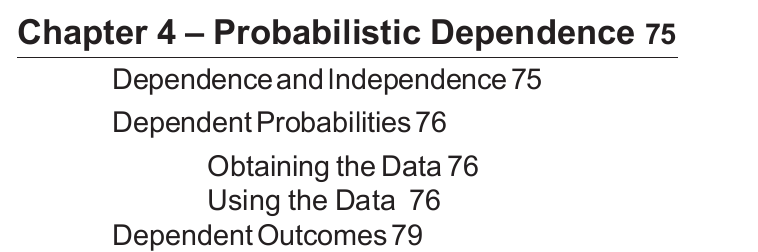 Chapter 4 – Probabilistic Dependence 75
Dependence and Independence 75
Dependent Probabilities 76
Obtaining the Data 76
Using the Data 76
Dependent Outcomes 79